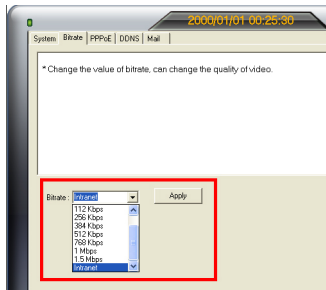 2000/01/01 00:25:30
System Bitrate PPPoE DDNS Mail
* Change the value of bitrate, can change the quality of video.
Bitrate : Intranet Apply
112 Kbps
256 Kbps
384 Kbps
512 Kbps
768 Kbps
1 Mbps
1.5 Mbps
Intranet